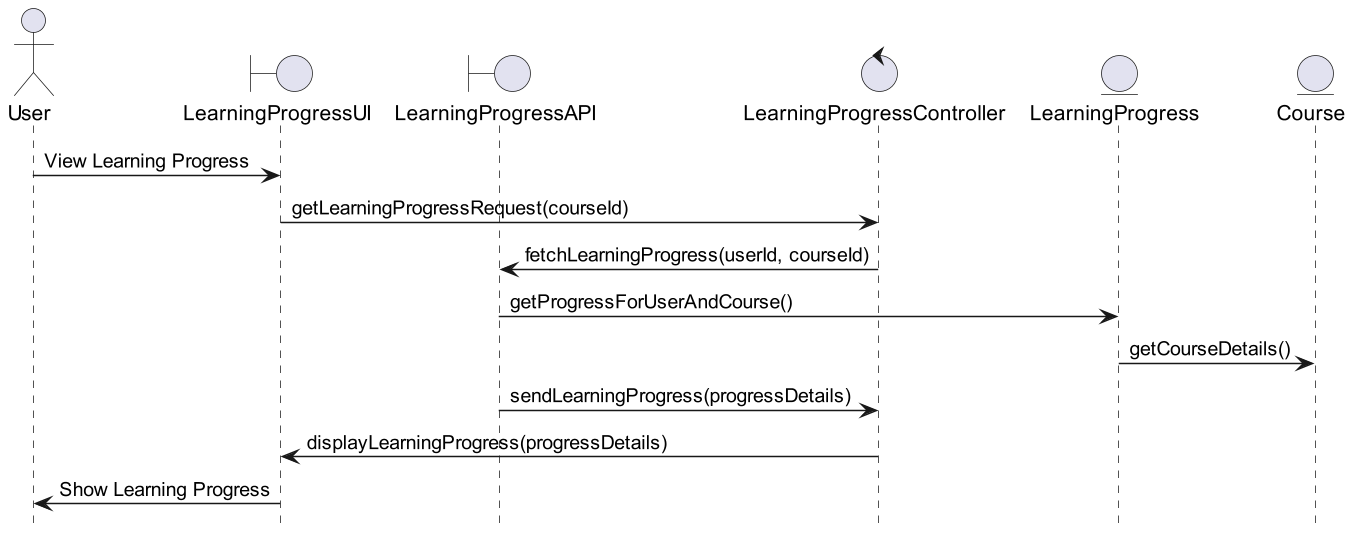 User
LearningProgressUI
LearningProgressAPI
LearningProgressController
LearningProgress
Course
View Learning Progress
getLearningProgressRequest(courseId)
fetchLearningProgress(userId, courseId)
getProgressForUserAndCourse()
getCourseDetails()
sendLearningProgress(progressDetails)
displayLearningProgress(progressDetails)
Show Learning Progress